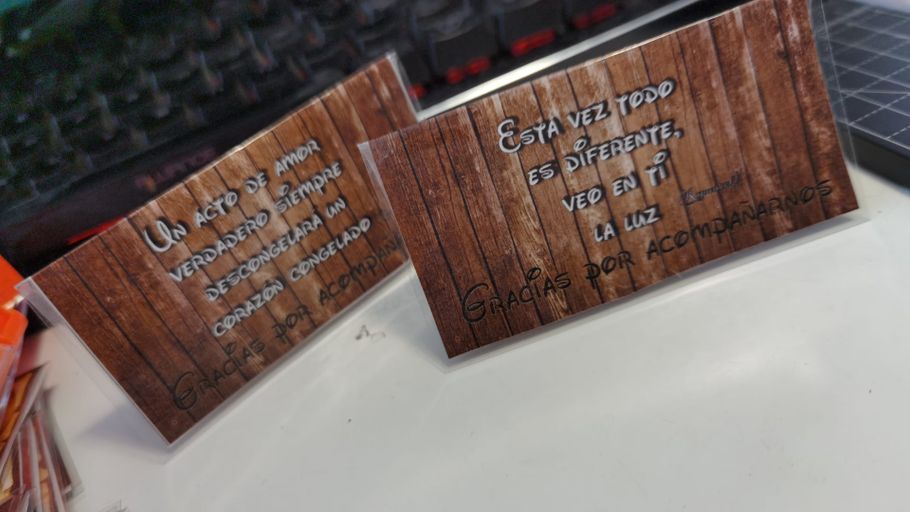 Un acto de amor
verdadero siempre
descongelará un
corazón congelado
Gracias por
Esta vez todo
es diferente,
veo en ti
la luz
Rapunzel
Gracias por acompañarnos